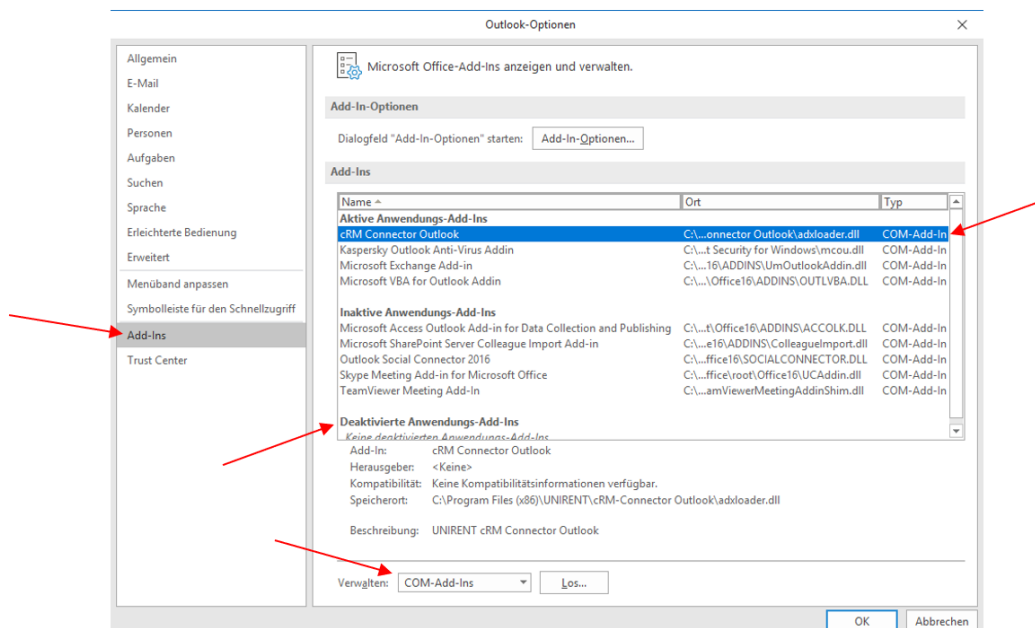 Outlook-Optionen
Allgemein
E-Mail
Kalender
Personen
Aufgaben
Suchen
Sprache
Erleichterte Bedienung
Erweitert
Menüband anpassen
Symbolleiste für den Schnellzugriff
Add-Ins
Trust Center
Microsoft Office-Add-Ins anzeigen und verwalten.
Add-In-Optionen
Dialogfeld "Add-In-Optionen" starten: Add-In-Optionen...
Add-Ins
Name Ort Typ
Aktive Anwendungs-Add-Ins
cRM Connector Outlook C:\...onnector Outlook\adxloader.dll COM-Add-In
Kaspersky Outlook Anti-Virus Addin C:\...t Security for Windows\mcou.dll COM-Add-In
Microsoft Exchange Add-in C:\...16\ADDINS\UmOutlookAddin.dll COM-Add-In
Microsoft VBA for Outlook Addin C:\...\Office16\ADDINS\OUTLVBA.DLL COM-Add-In
Inaktive Anwendungs-Add-Ins
Microsoft Access Outlook Add-in for Data Collection and Publishing C:\...t\Office16\ADDINS\ACCOLK.DLL COM-Add-In
Microsoft SharePoint Server Colleague Import Add-in C:\...e16\ADDINS\ColleagueImport.dll COM-Add-In
Outlook Social Connector 2016 C:\...ffice16\SOCIALCONNECTOR.DLL COM-Add-In
Skype Meeting Add-in for Microsoft Office C:\...ffice\root\Office16\UCAddin.dll COM-Add-In
TeamViewer Meeting Add-In C:\...amViewerMeetingAddinShim.dll COM-Add-In
Deaktivierte Anwendungs-Add-Ins
Keine deaktivierten Anwendungs-Add-Ins
Add-In: cRM Connector Outlook
Herausgeber: <Keine>
Kompatibilität: Keine Kompatibilitätsinformationen verfügbar.
Speicherort: C:\Program Files (x86)\UNIRENT\cRM-Connector Outlook\adxloader.dll
Beschreibung: UNIRENT cRM Connector Outlook
Verwalten: COM-Add-Ins Los...
OK Abbrechen